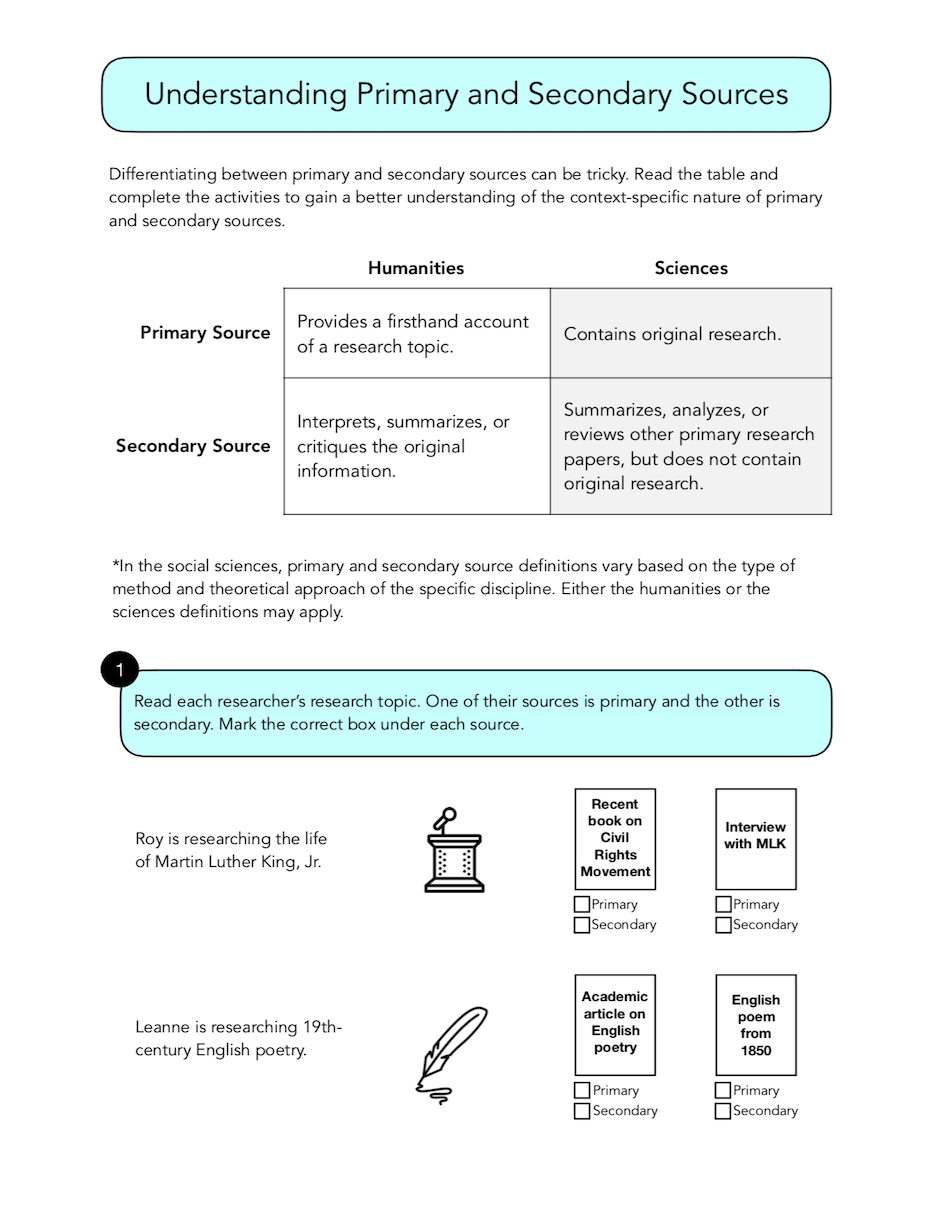 Understanding Primary and Secondary Sources
Differentiating between primary and secondary sources can be tricky. Read the table and
complete the activities to gain a better understanding of the context-specific nature of primary
and secondary sources.
Humanities
Sciences
Primary Source
Provides a firsthand account
of a research topic.
Contains original research.
Secondary Source
Interprets, summarizes, or
critiques the original
information.
Summarizes, analyzes, or
reviews other primary research
papers, but does not contain
original research.
*In the social sciences, primary and secondary source definitions vary based on the type of
method and theoretical approach of the specific discipline. Either the humanities or the
sciences definitions may apply.
1
Read each researcher’s research topic. One of their sources is primary and the other is
secondary. Mark the correct box under each source.
Roy is researching the life
of Martin Luther King, Jr.
Recent
book on
Civil
Rights
Movement
Primary
Secondary
Interview
with MLK
Primary
Secondary
Leanne is researching 19th-
century English poetry.
Academic
article on
English
poetry
Primary
Secondary
English
poem
from
1850
Primary
Secondary